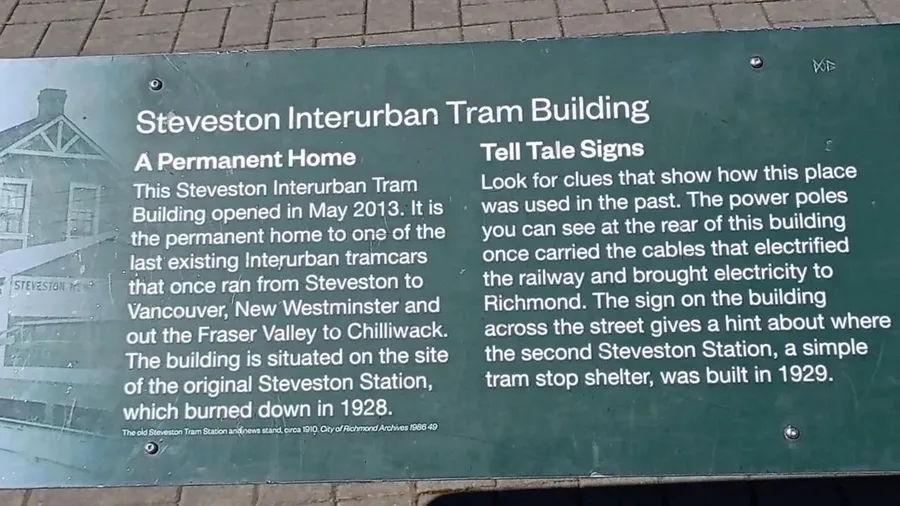 Steveston Interurban Tram Building
A Permanent Home
This Steveston Interurban Tram
Building opened in May 2013. It is
the permanent home to one of the
last existing Interurban tramcars
that once ran from Steveston to
Vancouver, New Westminster and
out the Fraser Valley to Chilliwack.
The building is situated on the site
of the original Steveston Station,
which burned down in 1928.
The old Steveston Tram Station and news stand, circa 1910. City of Richmond Archives 1986 49
Tell Tale Signs
Look for clues that show how this place
was used in the past. The power poles
you can see at the rear of this building
once carried the cables that electrified
the railway and brought electricity to
Richmond. The sign on the building
across the street gives a hint about where
the second Steveston Station, a simple
tram stop shelter, was built in 1929.
STEVESTON